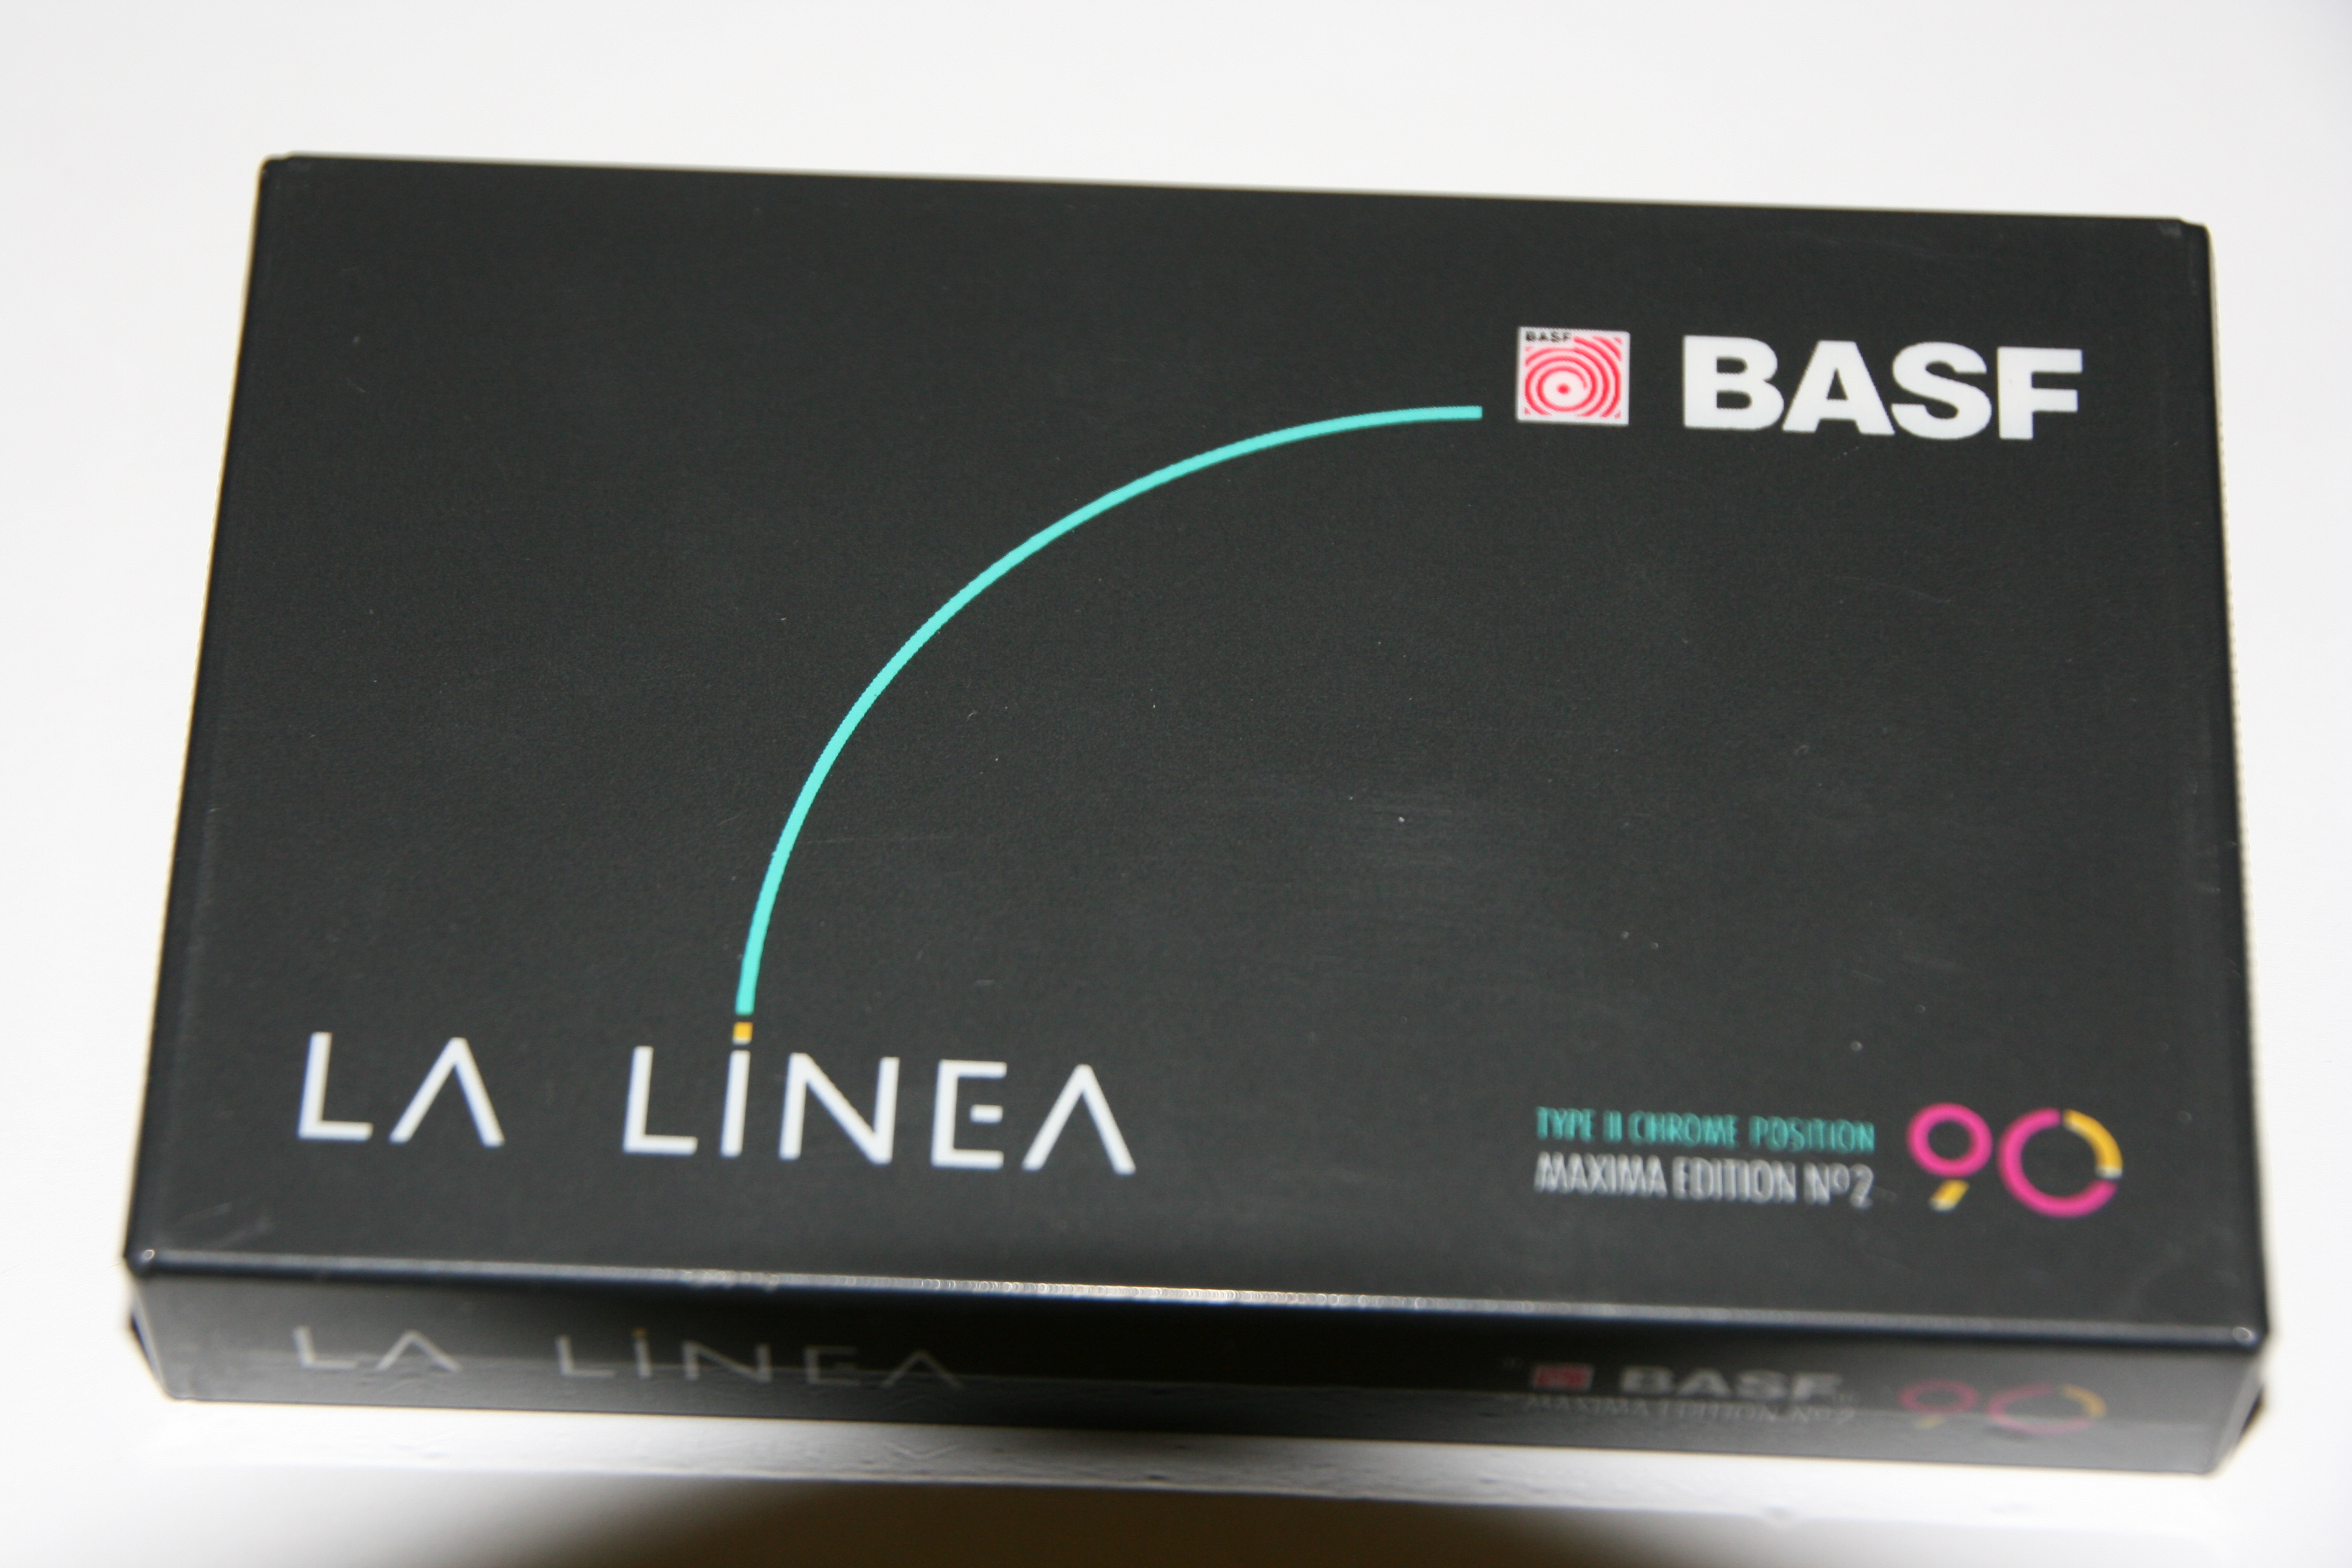 BASF
BASF
LA LiNEA
TYPE II CHROME POSITION
MAXIMA EDITION Nº2
90
LA LiNEA
BASF
MAXIMA EDITION Nº2
90